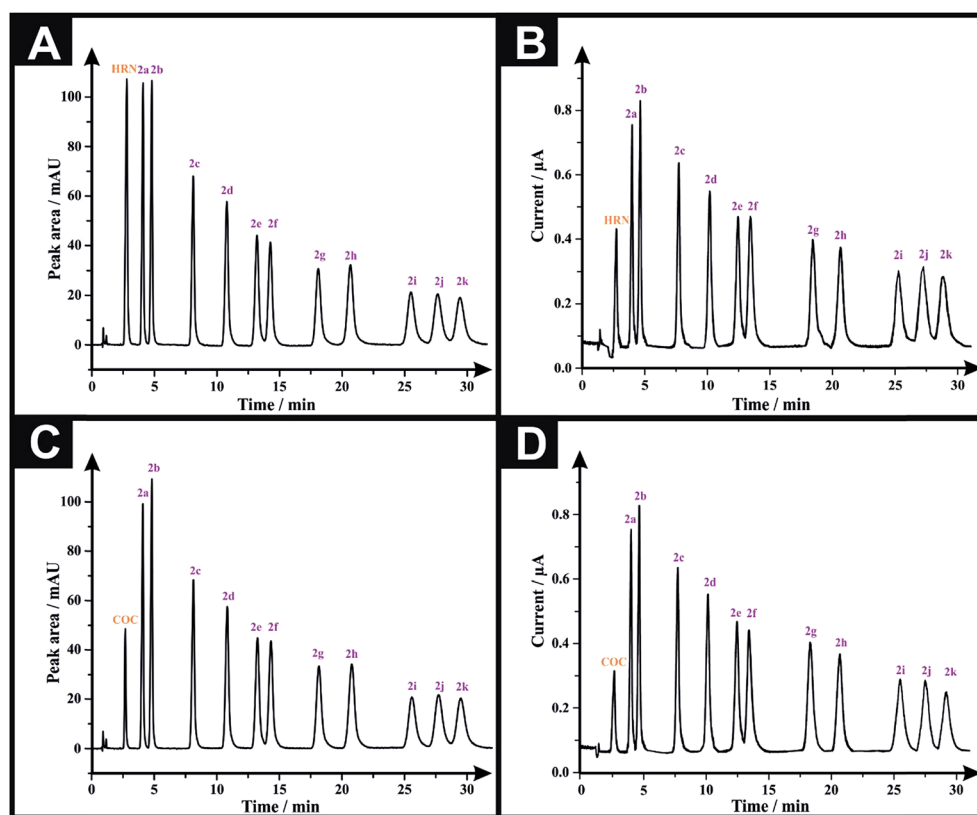 A
HRN 2a 2b
2c
2d
2e 2f
2g 2h
2i 2j 2k
Peak area / mAU
100
80
60
40
20
0
0 5 10 15 20 25 30
Time / min
B
2b
2a
2c
2d
HRN
2e 2f
2g 2h
2i 2j 2k
Current / µA
0.8
0.6
0.4
0.2
0.0
0 5 10 15 20 25 30
Time / min
C
2b
2a
2c
2d
COC
2e 2f
2g 2h
2i 2j 2k
Peak area / mAU
100
80
60
40
20
0
0 5 10 15 20 25 30
Time / min
D
2b
2a
2c
2d
2e 2f
2g 2h
COC
2i 2j 2k
Current / µA
0.8
0.6
0.4
0.2
0.0
0 5 10 15 20 25 30
Time / min